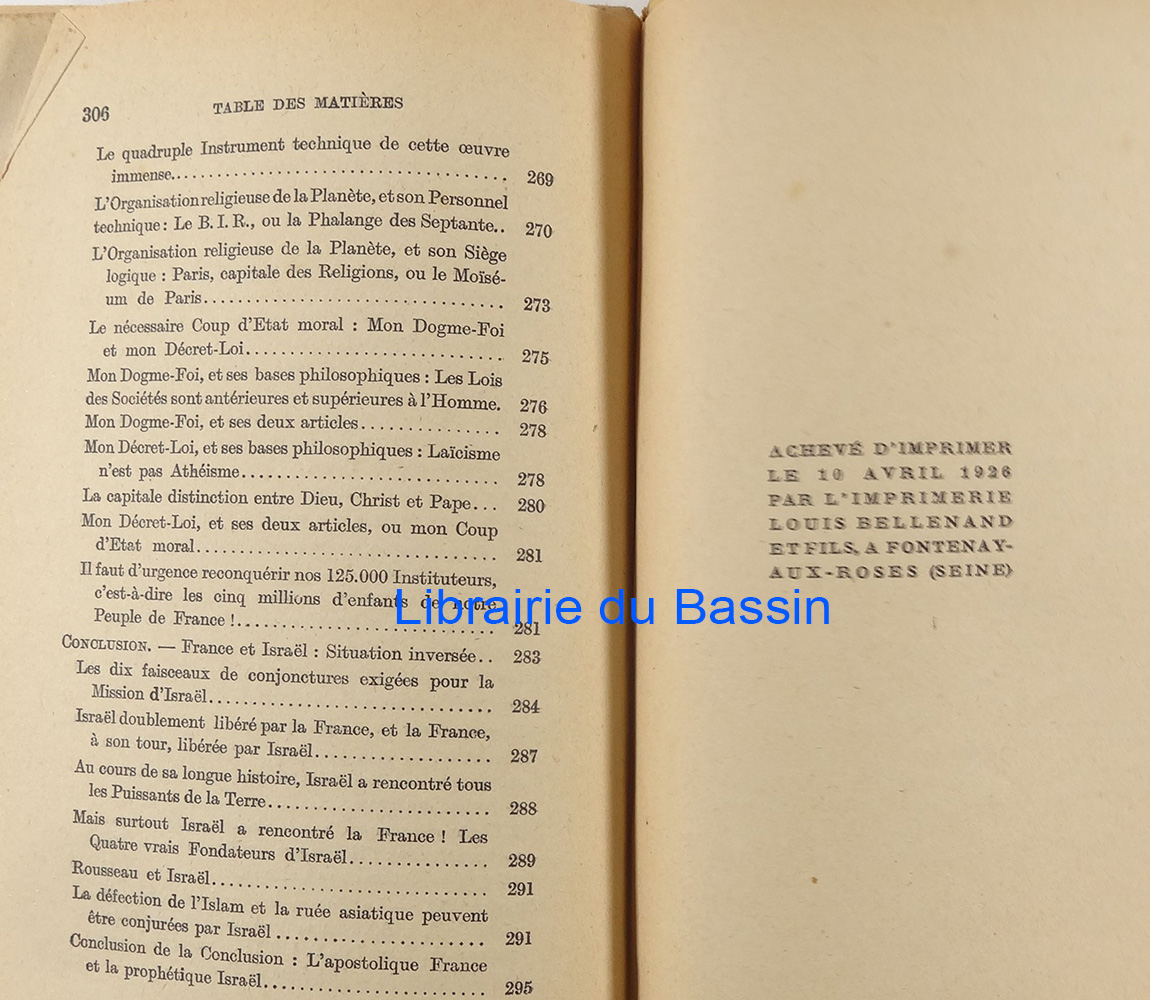 306 TABLE DES MATIÈRES
Le quadruple Instrument technique de cette œuvre
immense..................................... 269
L'Organisation religieuse de la Planète, et son Personnel
technique : Le B. I. R., ou la Phalange des Septante.. 270
L'Organisation religieuse de la Planète, et son Siège
logique : Paris, capitale des Religions, ou le Moïsé-
um de Paris................................ 273
Le nécessaire Coup d'Etat moral : Mon Dogme-Foi
et mon Décret-Loi........................... 275
Mon Dogme-Foi, et ses bases philosophiques : Les Lois
des Sociétés sont antérieures et supérieures à l'Homme. 276
Mon Dogme-Foi, et ses deux articles............... 278
Mon Décret-Loi, et ses bases philosophiques : Laïcisme
n'est pas Athéisme............................ 278
La capitale distinction entre Dieu, Christ et Pape... 280
Mon Décret-Loi, et ses deux articles, ou mon Coup
d'Etat moral................................ 281
Il faut d'urgence reconquérir nos 125.000 Instituteurs,
c'est-à-dire les cinq millions d'enfants de notre
Peuple de France !........................... 281
CONCLUSION. — France et Israël : Situation inversée.. 283
Les dix faisceaux de conjonctures exigées pour la
Mission d'Israël.............................. 284
Israël doublement libéré par la France, et la France,
à son tour, libérée par Israël................... 287
Au cours de sa longue histoire, Israël a rencontré tous
les Puissants de la Terre........................ 288
Mais surtout Israël a rencontré la France ! Les
Quatre vrais Fondateurs d'Israël............... 289
Rousseau et Israël.............................. 291
La défection de l'Islam et la ruée asiatique peuvent
être conjurées par Israël ...................... 291
Conclusion de la Conclusion : L'apostolique France
et la prophétique Israël........................ 295
ACHEVÉ D'IMPRIMER
LE 10 AVRIL 1926
PAR L'IMPRIMERIE
LOUIS BELLENAND
ET FILS, A FONTENAY-
AUX-ROSES (SEINE)
Librairie du Bassin